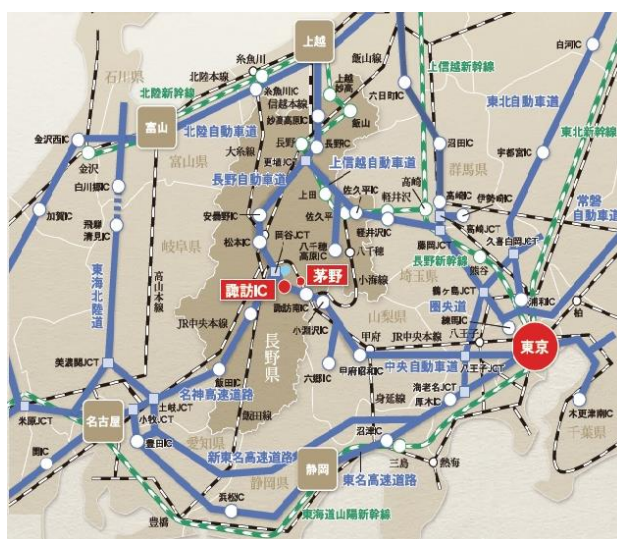 上越
糸魚川
飯山線
白河IC
石川県
北陸新幹線
北陸本線
糸魚川IC
信越本線
上越
妙高
上信越新幹線
六日町IC
妙高高原IC
飯山
東北自動車道
東北新幹線
富山
北陸自動車道
金沢西IC
金沢
富山県
大糸線
長野
長野IC
沼田IC
宇都宮IC
白川郷IC
更埴JCT
上信越自動車道
群馬県
長野自動車道
上田
佐久平IC
高崎
常磐
自動車道
加賀IC
飛騨
清見IC
安曇野IC
佐久平
軽井沢
高崎IC
伊勢崎IC
岐阜県
松本IC
岡谷JCT
八千穂
高原IC
軽井沢IC
八千穂
藤岡JCT
高崎JCT
久喜白岡JCT
長野新幹線
熊谷
東海北陸道
高山本線
諏訪IC
茅野
小海線
埼玉県
鶴ヶ島JCT
諏訪南IC
山梨県
圏央道
浦和IC
柏
JR中央本線
小淵沢IC
練馬IC
長野県
甲府
JR中央本線
八王子
東京
美濃関JCT
飯田IC
六郷IC
甲府昭和IC
中央自動車道
八王子JCT
名神高速道路
身延線
海老名JCT
厚木IC
米原JCT
名古屋
土岐JCT
小牧JCT
飯田線
木更津南IC
千葉県
豊田IC
愛知県
新東名高速道路
沼津IC
静岡
三島
熱海
静岡県
東名高速道路
浜松IC
豊橋
東海道山陽新幹線